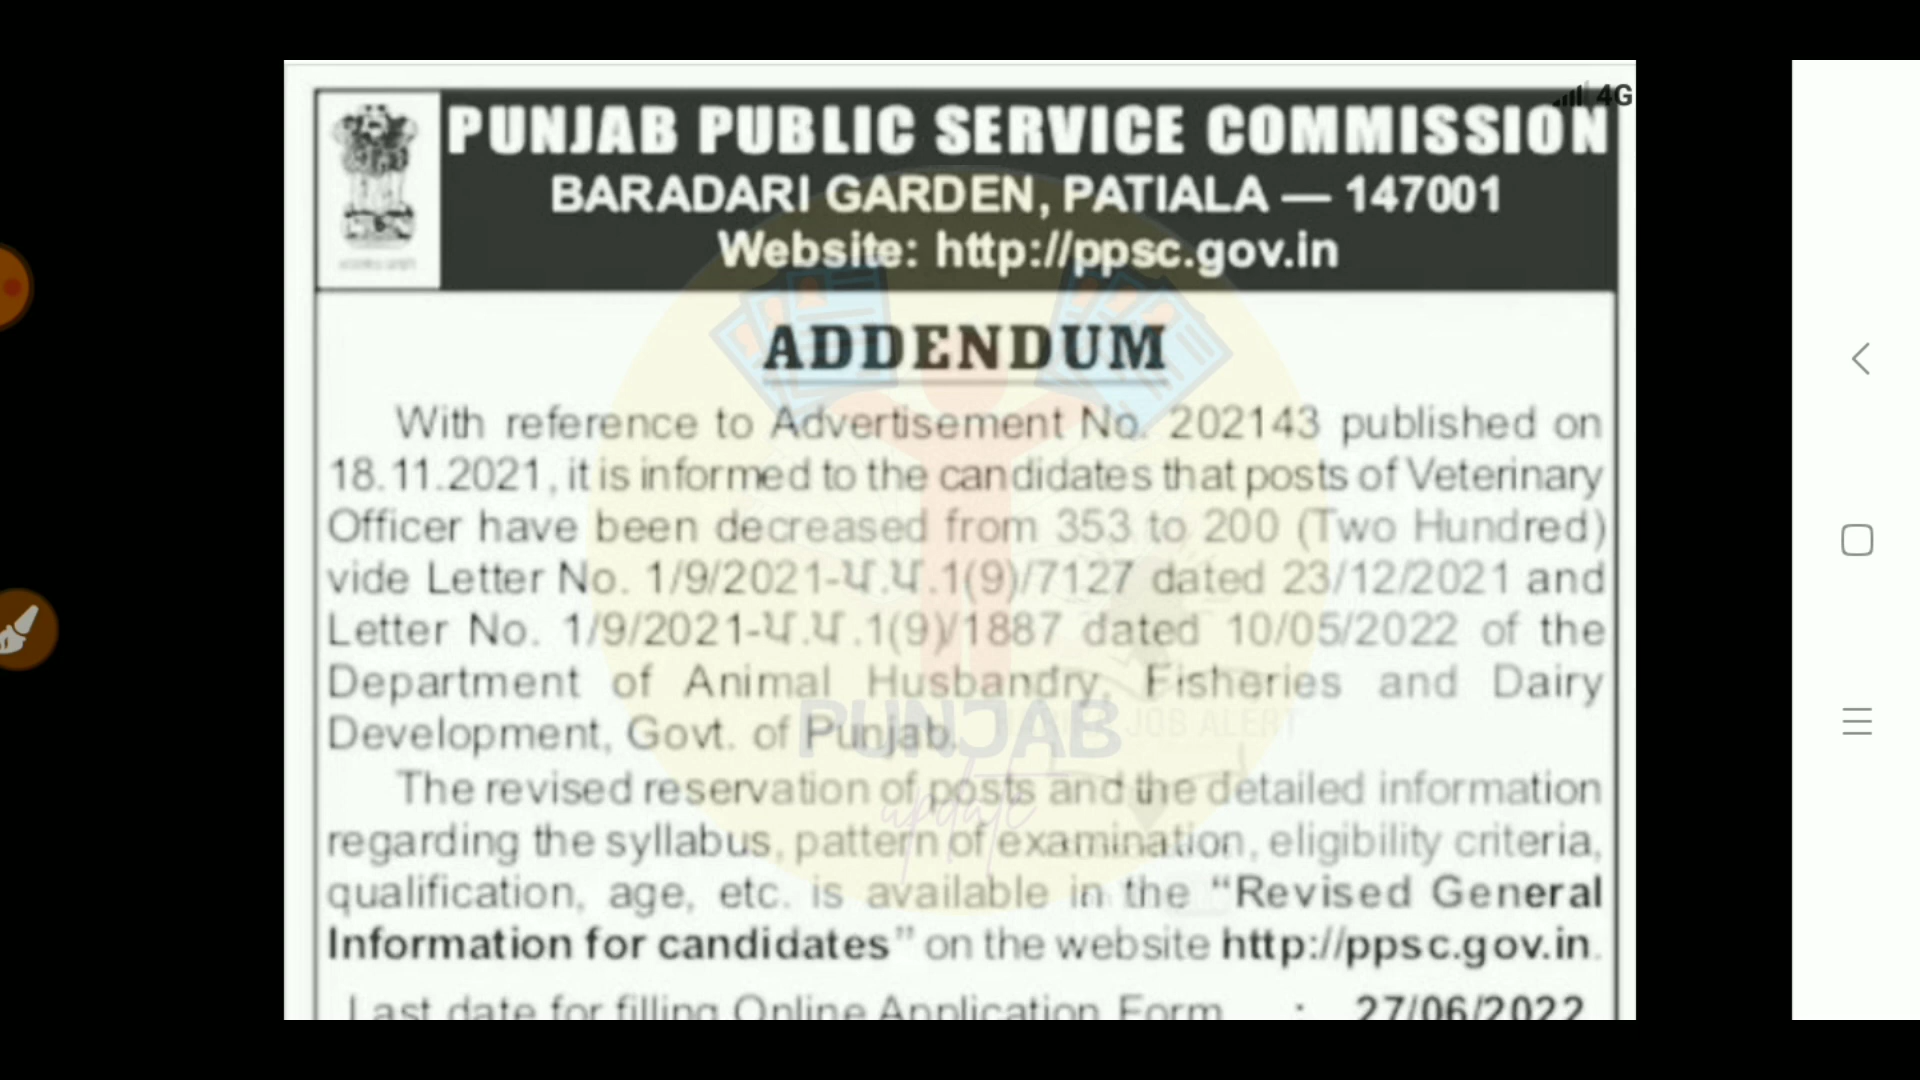 4G
PUNJAB PUBLIC SERVICE COMMISSION
BARADARI GARDEN, PATIALA — 147001
Website: http://ppsc.gov.in
ADDENDUM
With reference to Advertisement No. 202143 published on
18.11.2021, it is informed to the candidates that posts of Veterinary
Officer have been decreased from 353 to 200 (Two Hundred)
vide Letter No. 1/9/2021-ਪ.ਪ.1(9)/7127 dated 23/12/2021 and
Letter No. 1/9/2021-ਪ.ਪ.1(9)/1887 dated 10/05/2022 of the
Department of Animal Husbandry, Fisheries and Dairy
Development, Govt. of Punjab.
PUNJAB
JOB ALERT
update
The revised reservation of posts and the detailed information
regarding the syllabus, pattern of examination, eligibility criteria,
qualification, age, etc. is available in the “Revised General
Information for candidates” on the website http://ppsc.gov.in.
Last date for filling Online Application Form : 27/06/2022